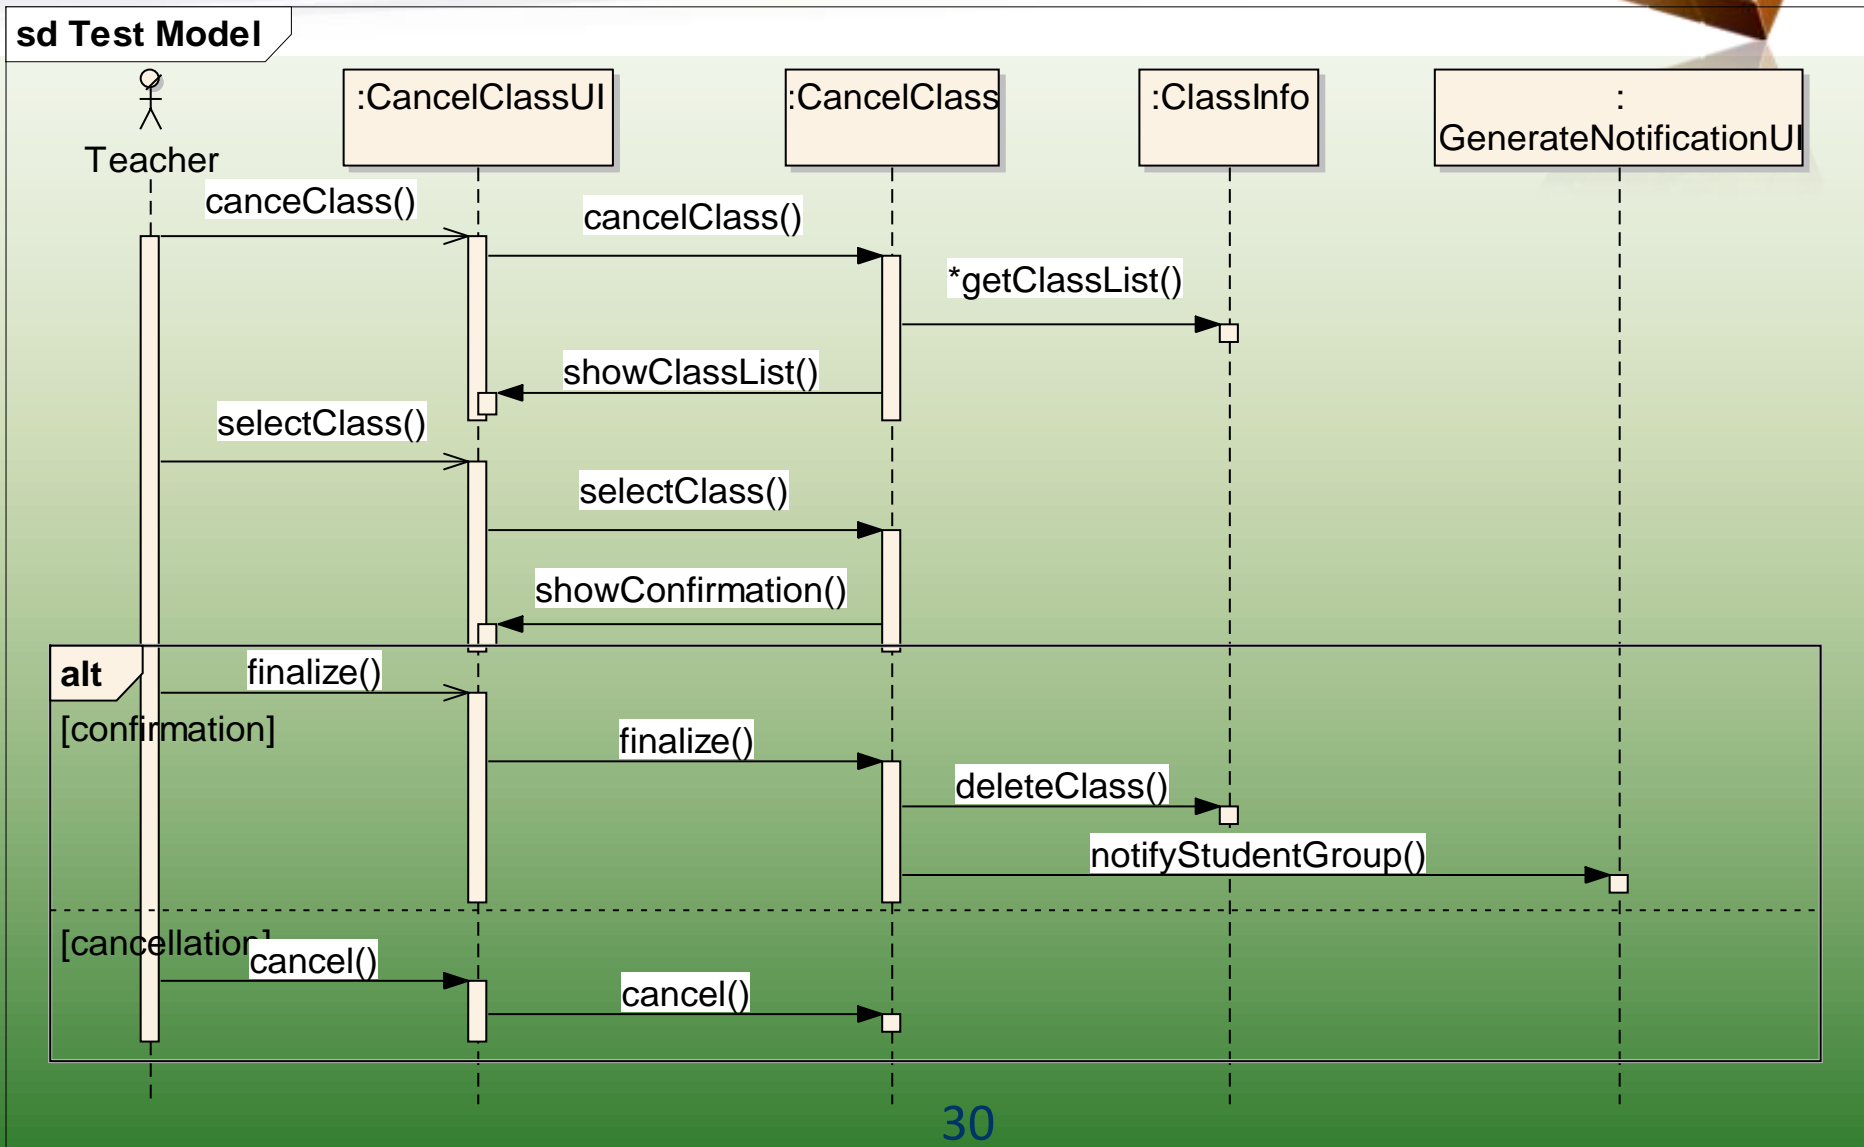 sd Test Model
Teacher
:CancelClassUI
:CancelClass
:ClassInfo
:
GenerateNotificationUI
canceClass()
cancelClass()
*getClassList()
showClassList()
selectClass()
selectClass()
showConfirmation()
alt
finalize()
[confirmation]
finalize()
deleteClass()
notifyStudentGroup()
[cancellation]
cancel()
cancel()
30